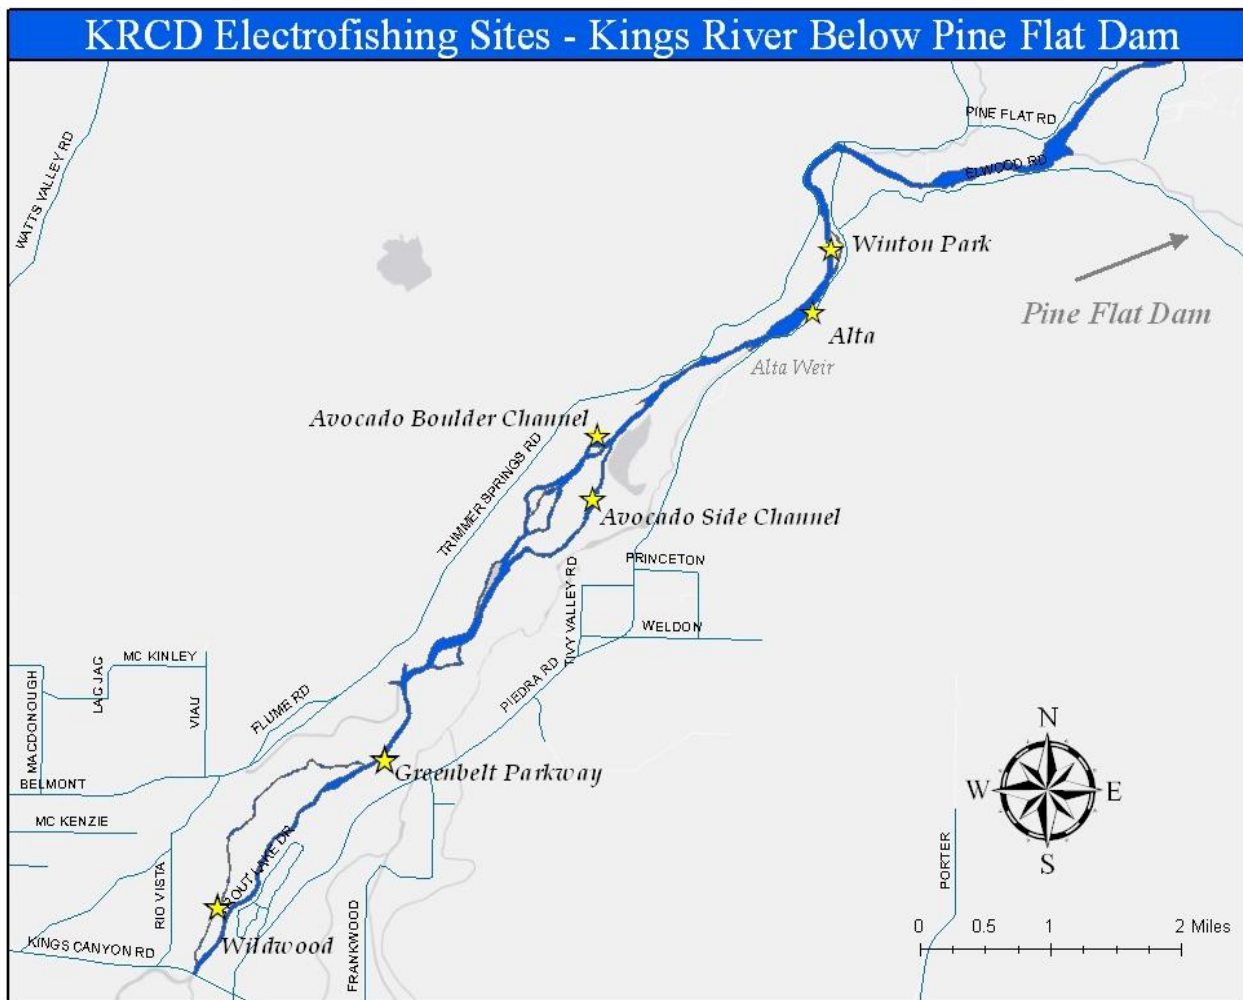 KRCD Electrofishing Sites - Kings River Below Pine Flat Dam
PINE FLAT RD
WATTS VALLEY RD
ELWOOD RD
Winton Park
Pine Flat Dam
Alta
Alta Weir
Avocado Boulder Channel
TRIMMER SPRINGS RD
Avocado Side Channel
PRINCETON
TIVY VALLEY RD
WELDON
MC KINLEY
LAC JAC
MACDONOUGH
VIAU
FLUME RD
PIEDRA RD
N
Greenbelt Parkway
BELMONT
W
E
MC KENZIE
S
PORTER
RIO VISTA
TROUT LAKE DR
FRANKWOOD
Wildwood
KINGS CANYON RD
0 0.5 1 2 Miles